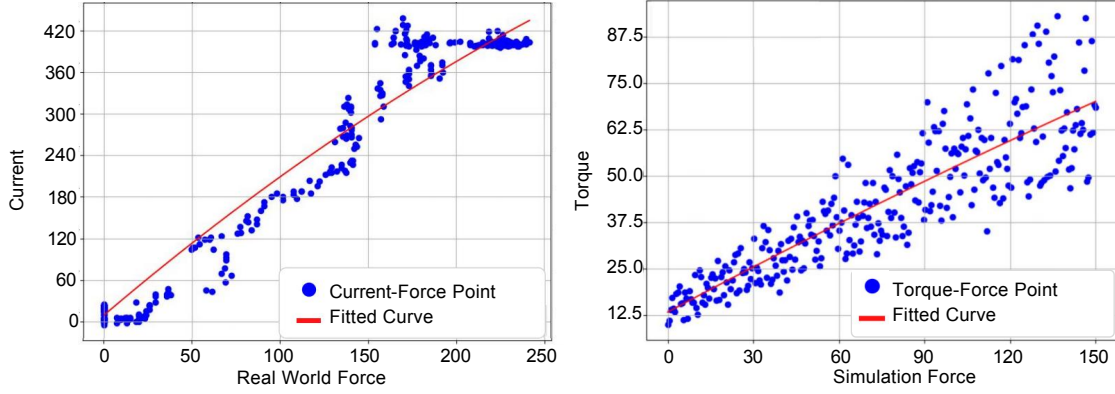 420
360
300
240
180
120
60
0
Current
Current-Force Point
Fitted Curve
0 50 100 150 200 250
Real World Force
87.5
75.0
62.5
50.0
37.5
25.0
12.5
Torque
Torque-Force Point
Fitted Curve
0 30 60 90 120 150
Simulation Force